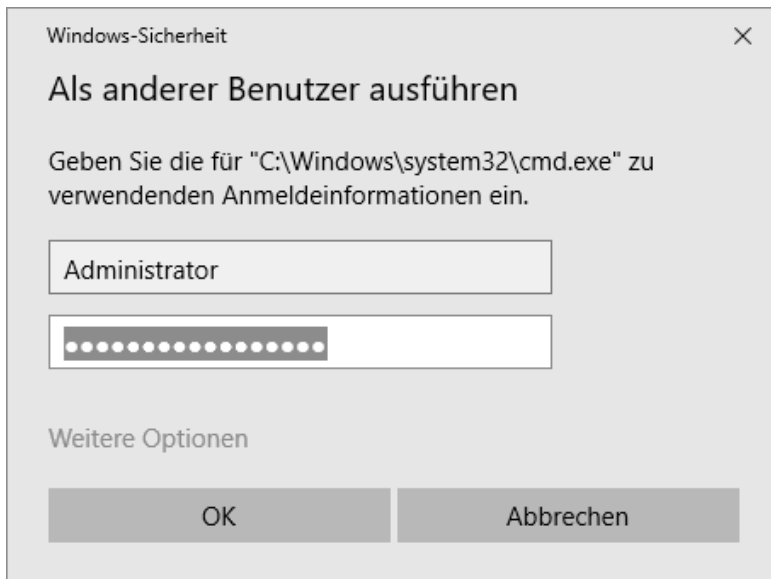 Windows-Sicherheit
Als anderer Benutzer ausführen
Geben Sie die für "C:\Windows\system32\cmd.exe" zu
verwendenden Anmeldeinformationen ein.
Administrator
●●●●●●●●●●●●●●●●●
Weitere Optionen
OK
Abbrechen